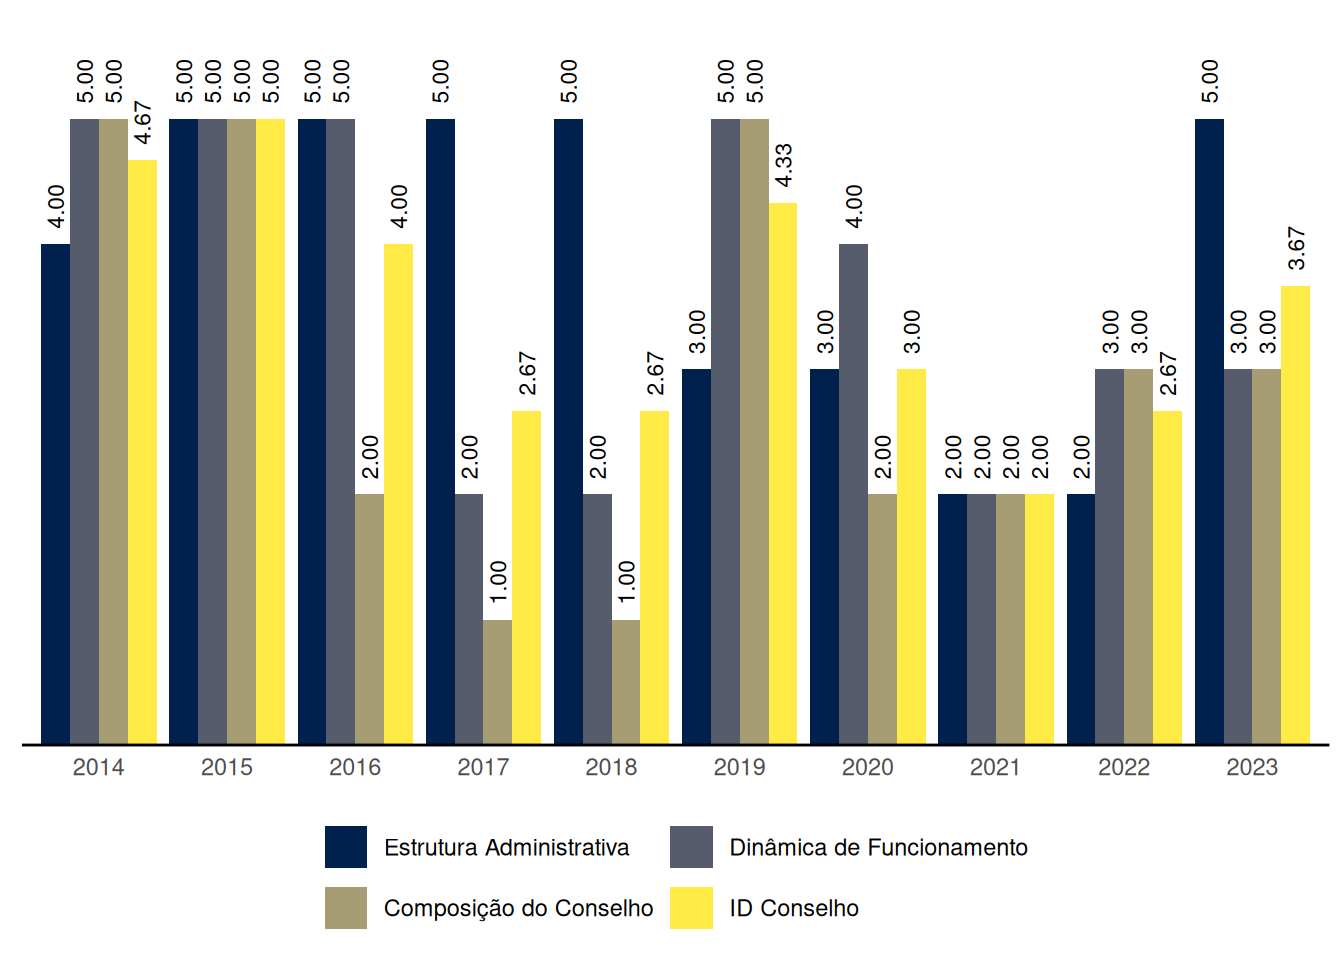 4.00 5.00 5.00 4.67 5.00 5.00 5.00 5.00 5.00 5.00 2.00 4.00 5.00 2.00 1.00 2.67 5.00 2.00 1.00 2.67 3.00 5.00 5.00 4.33 3.00 4.00 2.00 3.00 2.00 2.00 2.00 2.00 2.00 3.00 3.00 2.67 5.00 3.00 3.00 3.67
2014 2015 2016 2017 2018 2019 2020 2021 2022 2023
Estrutura Administrativa Dinâmica de Funcionamento
Composição do Conselho ID Conselho